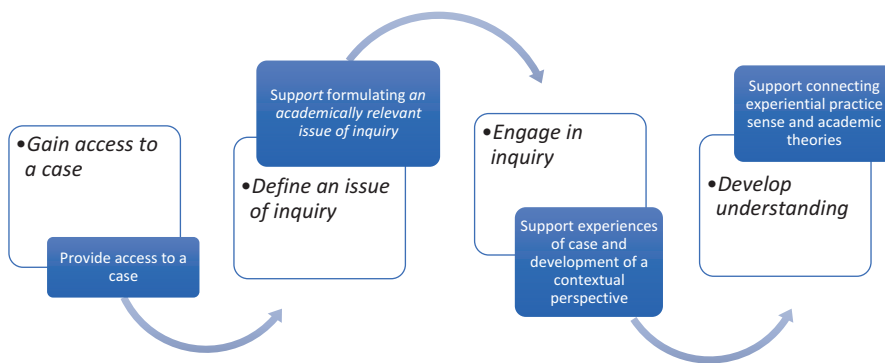 •Gain access to
a case
Provide access to a
case
Support formulating an
academically relevant
issue of inquiry
•Define an issue
of inquiry
•Engage in
inquiry
Support experiences
of case and
development of a
contextual
perspective
Support connecting
experiential practice
sense and academic
theories
•Develop
understanding